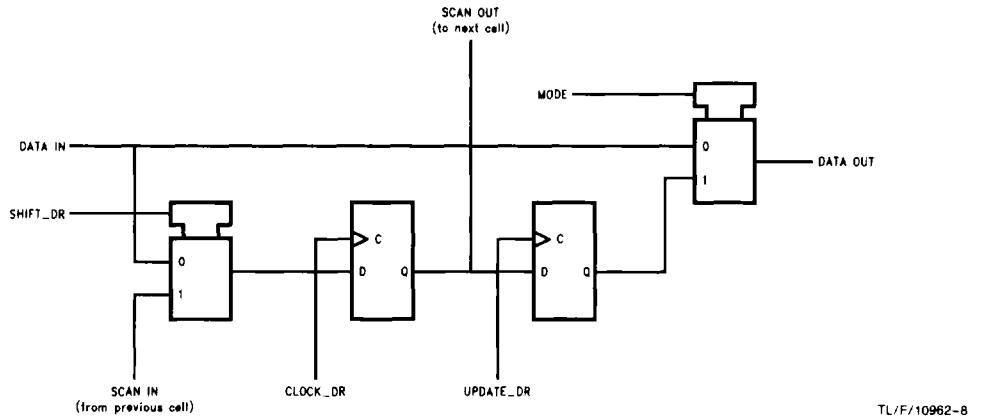 SCAN OUT
(to next cell)
MODE
DATA IN
0
DATA OUT
1
SHIFT_DR
C
C
0
D
Q
D
Q
1
SCAN IN
(from previous cell)
CLOCK_DR
UPDATE_DR
TL/F/10962-8